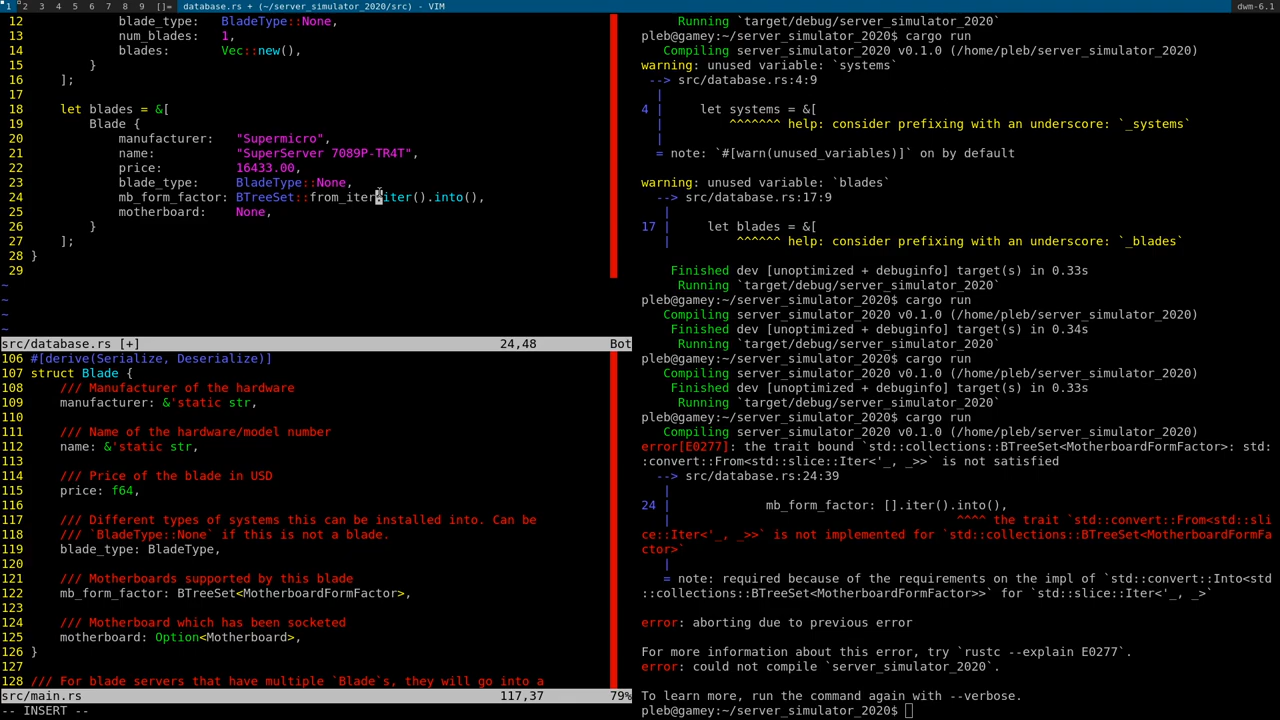 1 2 3 4 5 6 7 8 9 []= database.rs + (~/server_simulator_2020/src) - VIM dwm-6.1
12 blade_type: BladeType::None,
13 num_blades: 1,
14 blades: Vec::new(),
15 }
16 ];
17
18 let blades = &[
19 Blade {
20 manufacturer: "Supermicro",
21 name: "SuperServer 7089P-TR4T",
22 price: 16433.00,
23 blade_type: BladeType::None,
24 mb_form_factor: BTreeSet::from_iter.iter().into(),
25 motherboard: None,
26 }
27 ];
28 }
29
~
~
~
~
src/database.rs [+] 24,48 Bot
106 #[derive(Serialize, Deserialize)]
107 struct Blade {
108 /// Manufacturer of the hardware
109 manufacturer: &'static str,
110
111 /// Name of the hardware/model number
112 name: &'static str,
113
114 /// Price of the blade in USD
115 price: f64,
116
117 /// Different types of systems this can be installed into. Can be
118 /// `BladeType::None` if this is not a blade.
119 blade_type: BladeType,
120
121 /// Motherboards supported by this blade
122 mb_form_factor: BTreeSet<MotherboardFormFactor>,
123
124 /// Motherboard which has been socketed
125 motherboard: Option<Motherboard>,
126 }
127
128 /// For blade servers that have multiple `Blade`s, they will go into a
src/main.rs 117,37 79%
-- INSERT --
Running `target/debug/server_simulator_2020`
pleb@gamey:~/server_simulator_2020$ cargo run
Compiling server_simulator_2020 v0.1.0 (/home/pleb/server_simulator_2020)
warning: unused variable: `systems`
--> src/database.rs:4:9
|
4 | let systems = &[
| ^^^^^^^ help: consider prefixing with an underscore: `_systems`
|
= note: `#[warn(unused_variables)]` on by default

warning: unused variable: `blades`
--> src/database.rs:17:9
|
17 | let blades = &[
| ^^^^^^ help: consider prefixing with an underscore: `_blades`

Finished dev [unoptimized + debuginfo] target(s) in 0.33s
Running `target/debug/server_simulator_2020`
pleb@gamey:~/server_simulator_2020$ cargo run
Compiling server_simulator_2020 v0.1.0 (/home/pleb/server_simulator_2020)
Finished dev [unoptimized + debuginfo] target(s) in 0.34s
Running `target/debug/server_simulator_2020`
pleb@gamey:~/server_simulator_2020$ cargo run
Compiling server_simulator_2020 v0.1.0 (/home/pleb/server_simulator_2020)
Finished dev [unoptimized + debuginfo] target(s) in 0.33s
Running `target/debug/server_simulator_2020`
pleb@gamey:~/server_simulator_2020$ cargo run
Compiling server_simulator_2020 v0.1.0 (/home/pleb/server_simulator_2020)
error[E0277]: the trait bound `std::collections::BTreeSet<MotherboardFormFactor>: std:
:convert::From<std::slice::Iter<'_, _>>` is not satisfied
--> src/database.rs:24:39
|
24 | mb_form_factor: [].iter().into(),
| ^^^^ the trait `std::convert::From<std::sli
ce::Iter<'_, _>>` is not implemented for `std::collections::BTreeSet<MotherboardFormFa
ctor>`
|
= note: required because of the requirements on the impl of `std::convert::Into<std
::collections::BTreeSet<MotherboardFormFactor>>` for `std::slice::Iter<'_, _>`

error: aborting due to previous error

For more information about this error, try `rustc --explain E0277`.
error: could not compile `server_simulator_2020`.

To learn more, run the command again with --verbose.
pleb@gamey:~/server_simulator_2020$